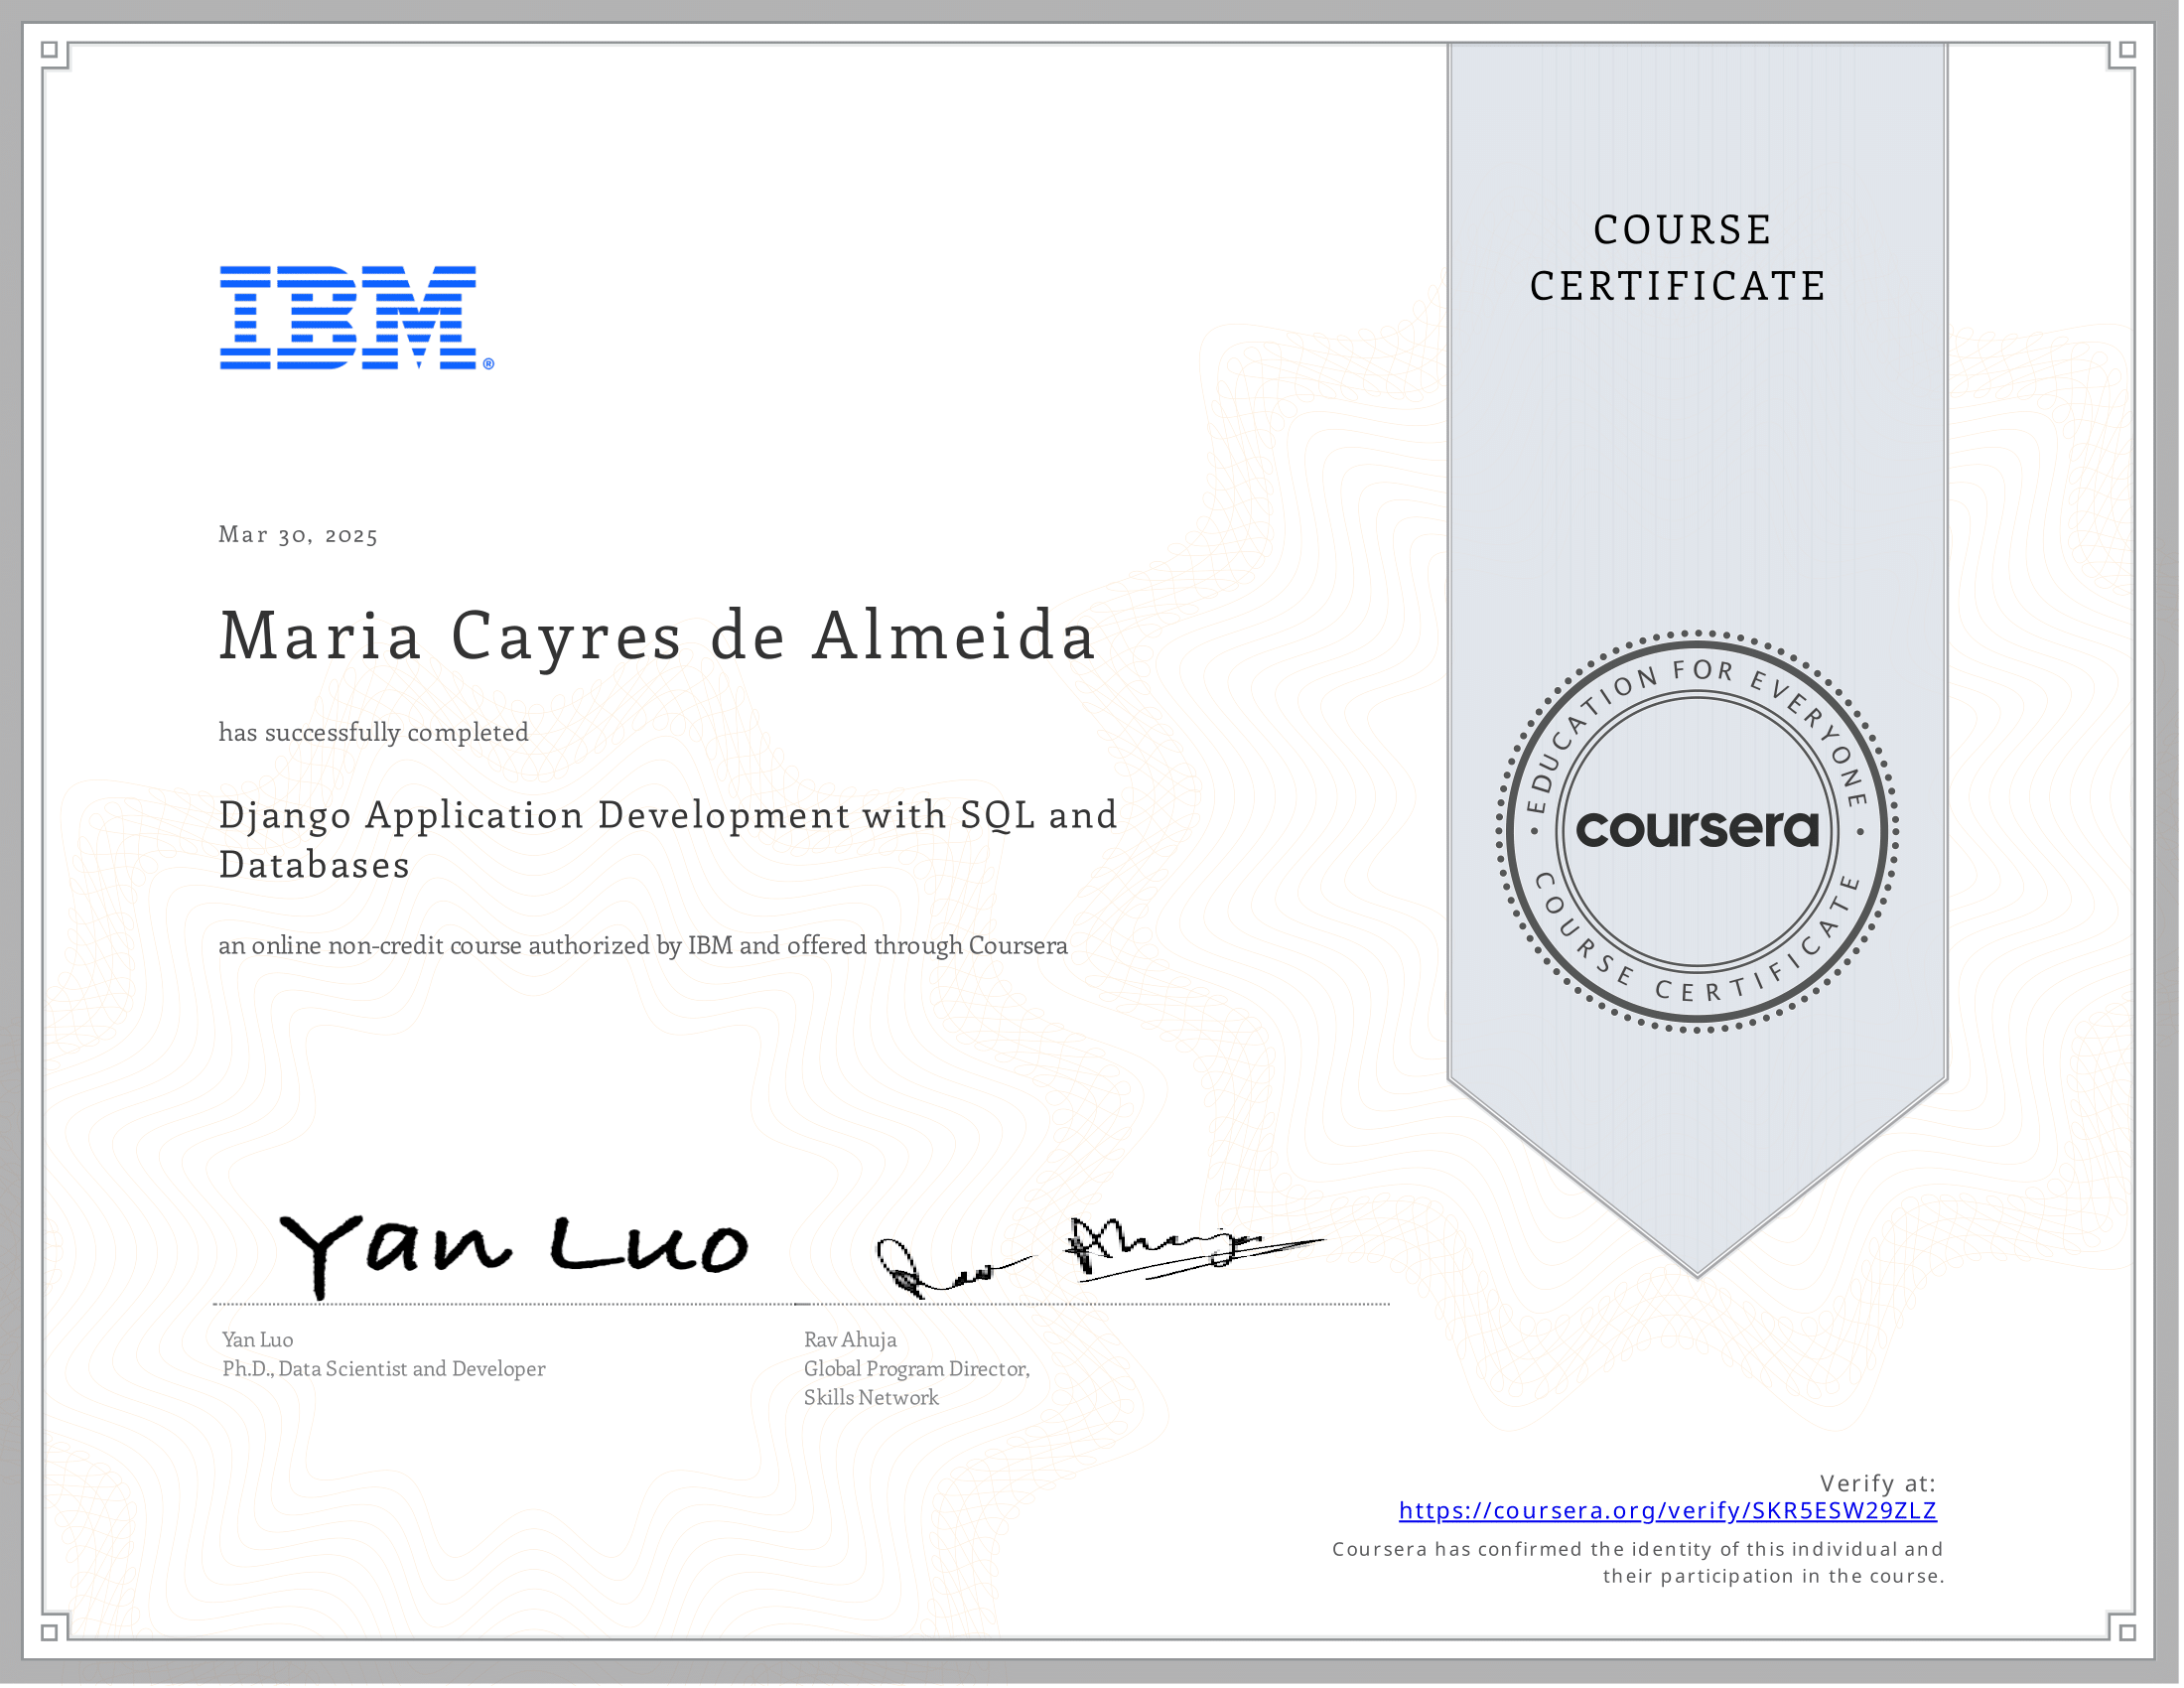 COURSE
CERTIFICATE
IBM®
Mar 30, 2025
Maria Cayres de Almeida
has successfully completed
Django Application Development with SQL and
Databases
an online non-credit course authorized by IBM and offered through Coursera
EDUCATION FOR EVERYONE
coursera
COURSE CERTIFICATE
Yan Luo
Yan Luo
Ph.D., Data Scientist and Developer
Rav Ahuja
Global Program Director,
Skills Network
Verify at:
https://coursera.org/verify/SKR5ESW29ZLZ
Coursera has confirmed the identity of this individual and
their participation in the course.